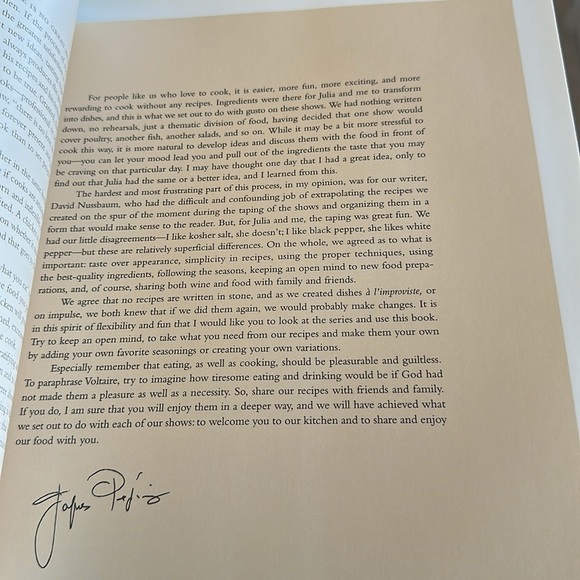 For people like us who love to cook, it is easier, more fun, more exciting, and more
rewarding to cook without any recipes. Ingredients were there for Julia and me to transform
into dishes, and this is what we set out to do with gusto on these shows. We had nothing written
down, no rehearsals, just a thematic division of food, having decided that one show would
cover poultry, another fish, another salads, and so on. While it may be a bit more stressful to
cook this way, it is more natural to develop ideas and discuss them with the food in front of
you—you can let your mood lead you and pull out of the ingredients the taste that you may
be craving on that particular day. I may have thought one day that I had a great idea, only to
find out that Julia had the same or a better idea, and I learned from this.
The hardest and most frustrating part of this process, in my opinion, was for our writer,
David Nussbaum, who had the difficult and confounding job of extrapolating the recipes we
created on the spur of the moment during the taping of the shows and organizing them in a
form that would make sense to the reader. But, for Julia and me, the taping was great fun. We
had our little disagreements—I like kosher salt, she doesn't; I like black pepper, she likes white
pepper—but these are relatively superficial differences. On the whole, we agreed as to what is
important: taste over appearance, simplicity in recipes, using the proper techniques, using
the best-quality ingredients, following the seasons, keeping an open mind to new food prepa-
rations, and, of course, sharing both wine and food with family and friends.
We agree that no recipes are written in stone, and as we created dishes à l'improviste, or
on impulse, we both knew that if we did them again, we would probably make changes. It is
in this spirit of flexibility and fun that I would like you to look at the series and use this book.
Try to keep an open mind, to take what you need from our recipes and make them your own
by adding your own favorite seasonings or creating your own variations.
Especially remember that eating, as well as cooking, should be pleasurable and guiltless.
To paraphrase Voltaire, try to imagine how tiresome eating and drinking would be if God had
not made them a pleasure as well as a necessity. So, share our recipes with friends and family.
If you do, I am sure that you will enjoy them in a deeper way, and we will have achieved what
we set out to do with each of our shows: to welcome you to our kitchen and to share and enjoy
our food with you.